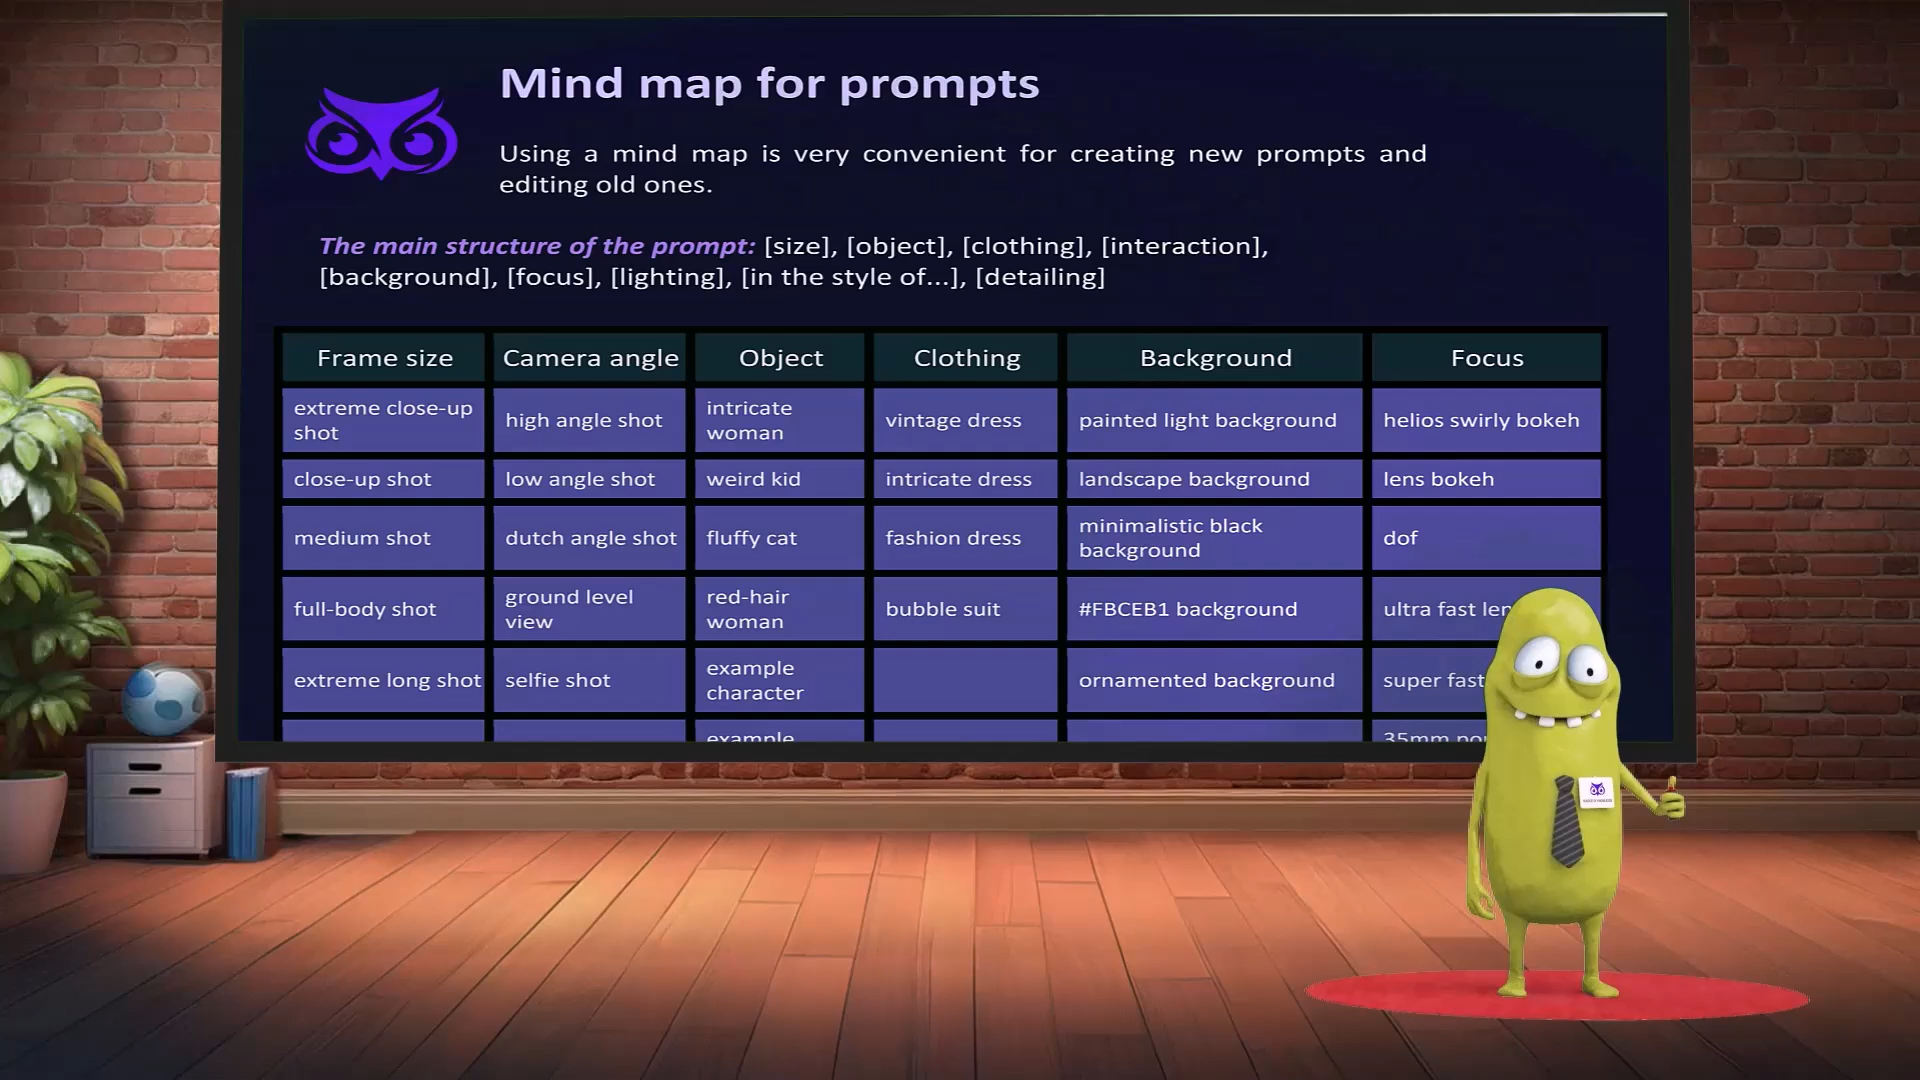 Mind map for prompts
Using a mind map is very convenient for creating new prompts and
editing old ones.
The main structure of the prompt: [size], [object], [clothing], [interaction],
[background], [focus], [lighting], [in the style of...], [detailing]
Frame size Camera angle Object Clothing Background Focus
extreme close-up
shot
high angle shot
intricate
woman
vintage dress
painted light background
helios swirly bokeh
close-up shot
low angle shot
weird kid
intricate dress
landscape background
lens bokeh
medium shot
dutch angle shot
fluffy cat
fashion dress
minimalistic black
background
dof
full-body shot
ground level
view
red-hair
woman
bubble suit
#FBCEB1 background
ultra fast
extreme long shot
selfie shot
example
character
ornamented background
super fast
example
35mm